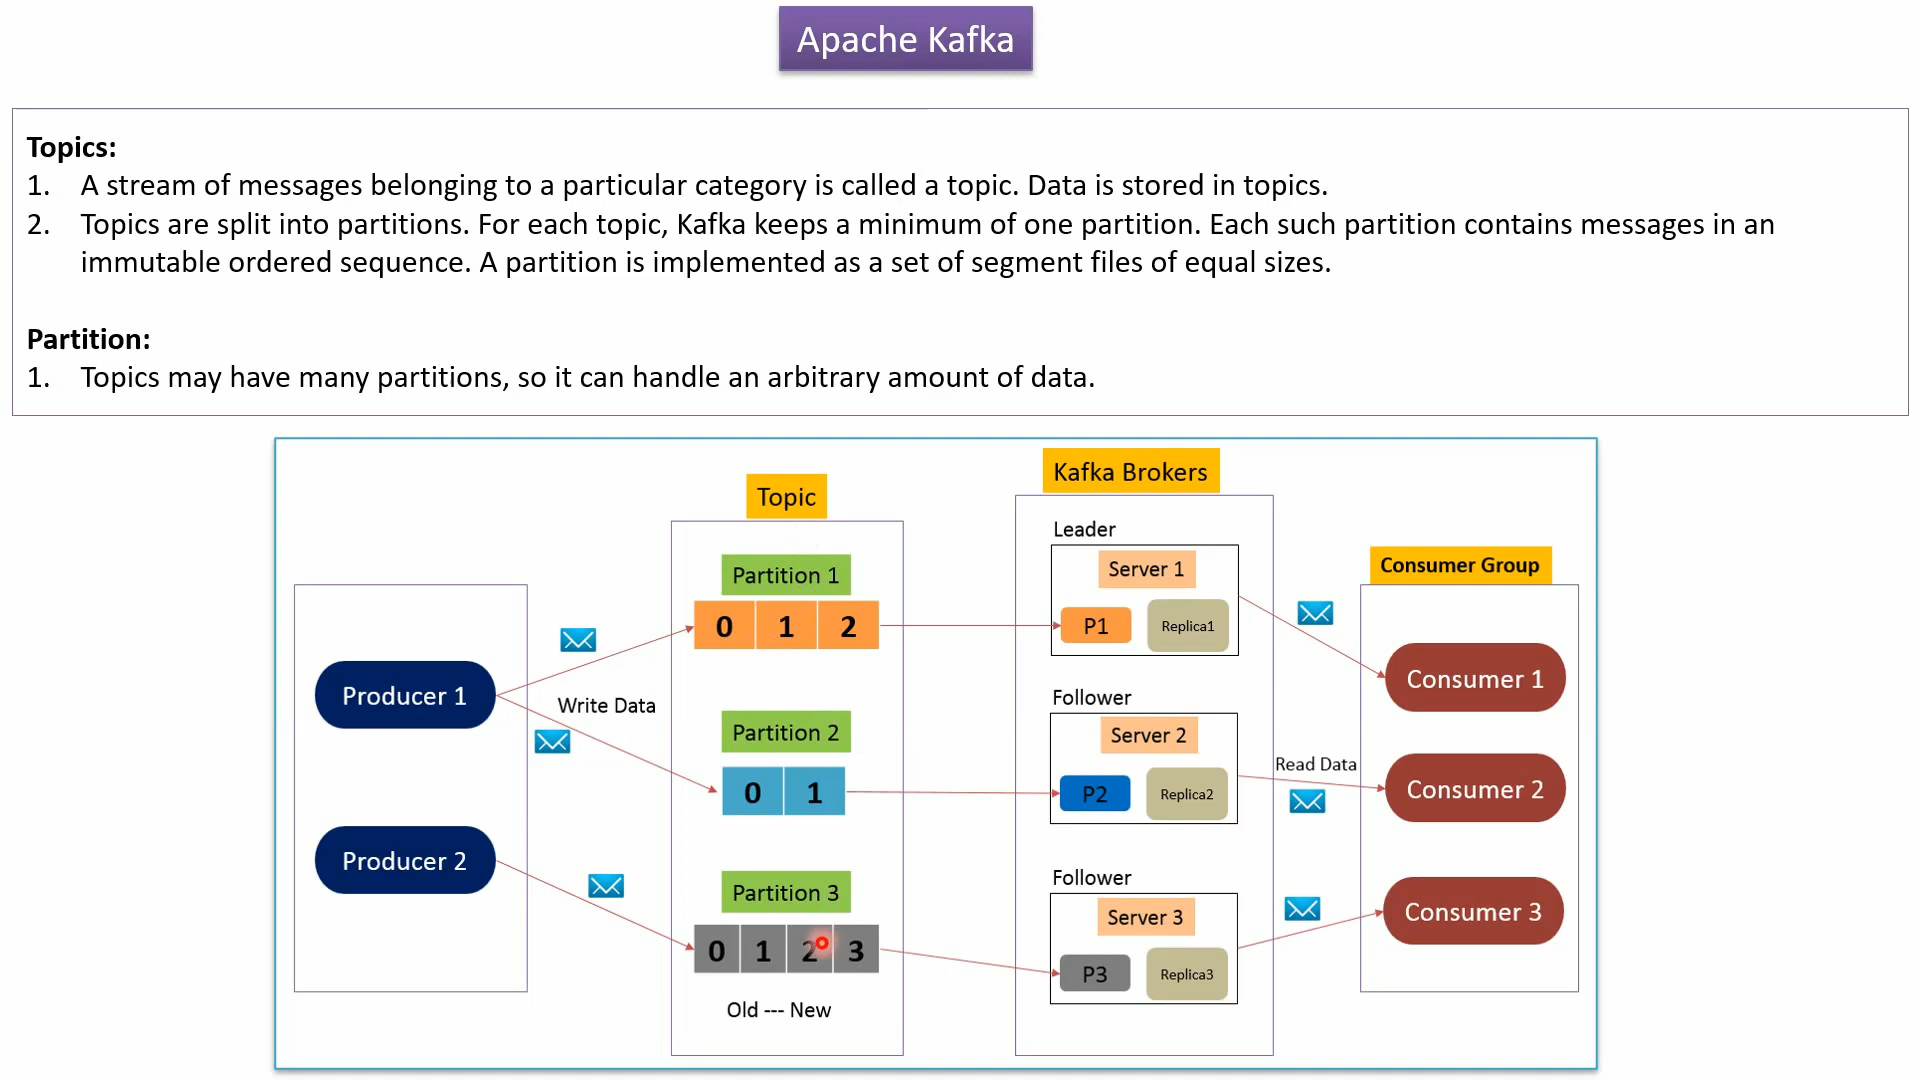 Apache Kafka
Topics:
1. A stream of messages belonging to a particular category is called a topic. Data is stored in topics.
2. Topics are split into partitions. For each topic, Kafka keeps a minimum of one partition. Each such partition contains messages in an
immutable ordered sequence. A partition is implemented as a set of segment files of equal sizes.
Partition:
1. Topics may have many partitions, so it can handle an arbitrary amount of data.
Producer 1
Producer 2
Write Data
Topic
Partition 1
0 1 2
Partition 2
0 1
Partition 3
0 1 2 3
Old --- New
Kafka Brokers
Leader
Server 1
P1 Replica1
Follower
Server 2
P2 Replica2
Follower
Server 3
P3 Replica3
Read Data
Consumer Group
Consumer 1
Consumer 2
Consumer 3